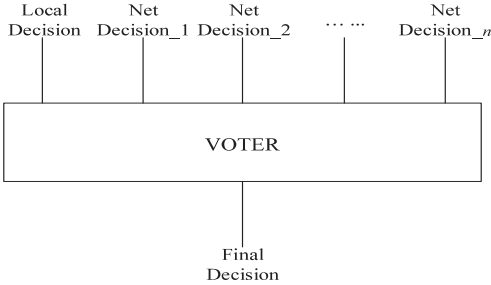 Local
Decision
Net
Decision_1
Net
Decision_2
... ...
Net
Decision_n
VOTER
Final
Decision